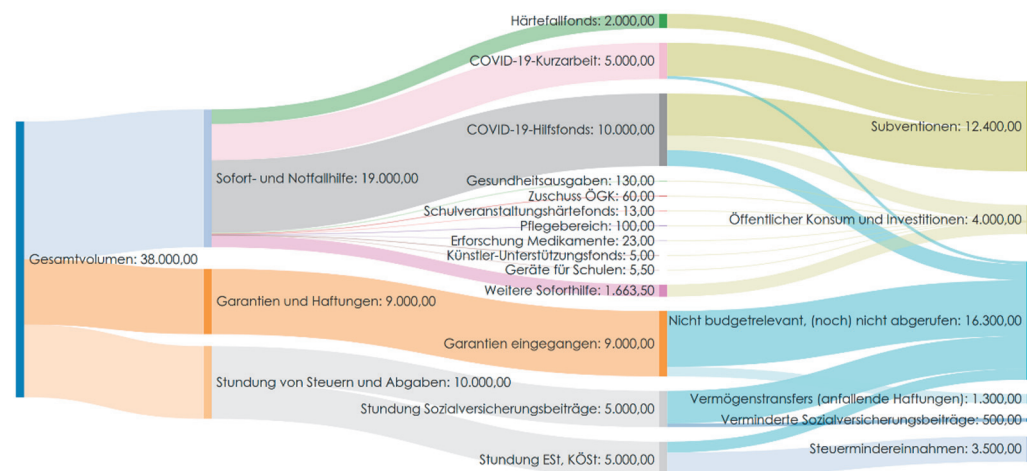 Härtefallfonds: 2.000,00
COVID-19-Kurzarbeit: 5.000,00
Subventionen: 12.400,00
COVID-19-Hilfsfonds: 10.000,00
Sofort- und Notfallhilfe: 19.000,00
Gesundheitsausgaben: 130,00
Zuschuss ÖGK: 60,00
Schulveranstaltungshärtefonds: 13,00
Öffentlicher Konsum und Investitionen: 4.000,00
Pflegebereich: 100,00
Erforschung Medikamente: 23,00
Künstler-Unterstützungsfonds: 5,00
Gesamtvolumen: 38.000,00
Geräte für Schulen: 5,50
Weitere Soforthilfe: 1.663,50
Garantien und Haftungen: 9.000,00
Nicht budgetrelevant, (noch) nicht abgerufen: 16.300,00
Garantien eingegangen: 9.000,00
Stundung von Steuern und Abgaben: 10.000,00
Vermögenstransfers (anfallende Haftungen): 1.300,00
Stundung Sozialversicherungsbeiträge: 5.000,00
Verminderte Sozialversicherungsbeiträge: 500,00
Steuermindereinnahmen: 3.500,00
Stundung ESt, KÖSt: 5.000,00